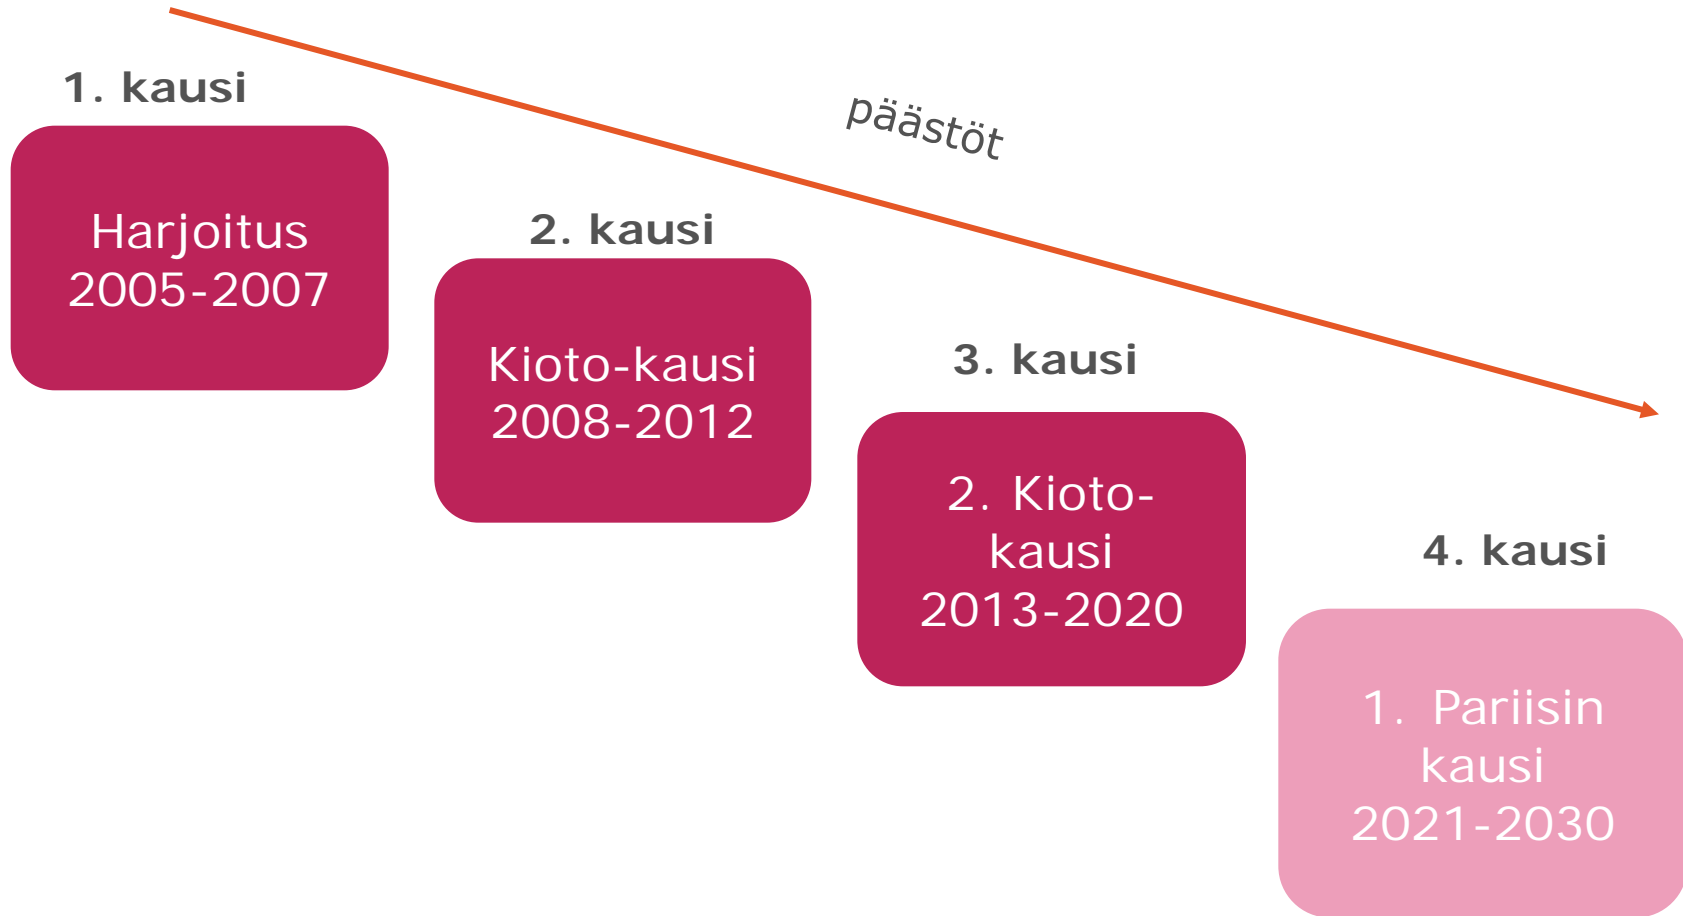 1. kausi
Harjoitus
2005-2007
päästöt
2. kausi
Kioto-kausi
2008-2012
3. kausi
2. Kioto-
kausi
2013-2020
4. kausi
1. Pariisin
kausi
2021-2030